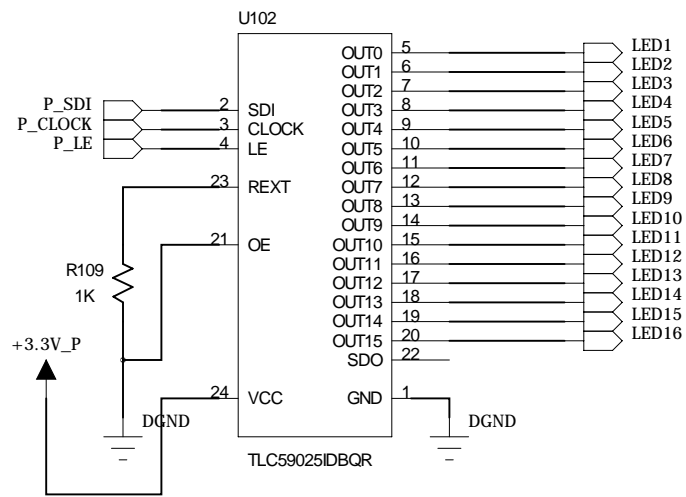 U102
OUT0 5 LED1
OUT1 6 LED2
OUT2 7 LED3
P_SDI 2 SDI OUT3 8 LED4
P_CLOCK 3 CLOCK OUT4 9 LED5
P_LE 4 LE OUT5 10 LED6
OUT6 11 LED7
23 REXT OUT7 12 LED8
OUT8 13 LED9
OUT9 14 LED10
21 OE OUT10 15 LED11
OUT11 16 LED12
R109 OUT12 17 LED13
1K OUT13 18 LED14
OUT14 19 LED15
+3.3V_P OUT15 20 LED16
SDO 22
24 VCC GND 1
DGND DGND
TLC59025IDBQR